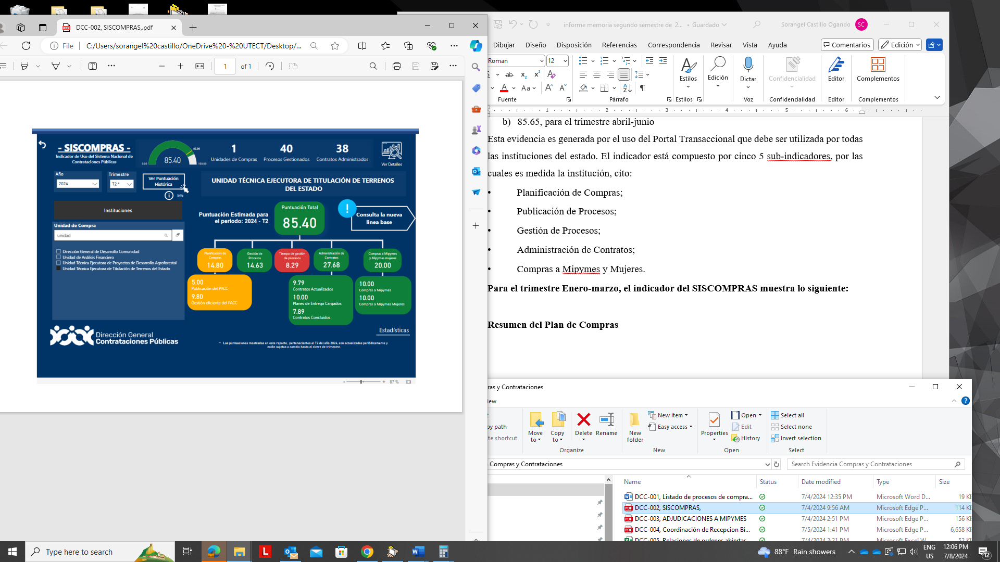 DCC-002, SISCOMPRAS,.pdf
File
C:/Users/sorangel%20castillo/OneDrive%20-%20UTECT/Desktop/...
1 of 1
- SISCOMPRAS -
Indicador de Uso del Sistema Nacional de
Contrataciones Públicas
0.00
85.40
80.00
100.00
1
Unidades de Compras
40
Procesos Gestionados
38
Contratos Administrados
Ver Detalles
Año
2024
Trimestre
T2 *
Ver Puntuación
Histórica
Info
UNIDAD TÉCNICA EJECUTORA DE TITULACIÓN DE TERRENOS
DEL ESTADO
Instituciones
Unidad de Compra
unidad
Dirección General de Desarrollo Comunidad
Unidad de Análisis Financiero
Unidad Técnica Ejecutora de Proyectos de Desarrollo Agroforestal
Unidad Técnica Ejecutora de Titulación de Terrenos del Estado
Puntuación Estimada para
el periodo: 2024 - T2
Puntuación Total
85.40
!
Consulta la nueva
linea base
Planificación de
Compras
14.80
Gestión de
Procesos
14.63
Tiempo de gestión
de procesos
8.29
Administración de
Contratos
27.68
Compras a Mipymes
y Mipymes mujeres
20.00
5.00
Publicación del PACC
9.80
Gestión eficiente del PACC
9.79
Contratos Actualizados
10.00
Planes de Entrega Cargados
7.89
Contratos Concluidos
10.00
Compras a Mipymes
10.00
Compras a Mipymes Mujeres
Estadísticas
Dirección General
Contrataciones Públicas
* Las puntuaciones mostradas en este reporte, pertenecientes al T2 del año 2024, son actualizadas periódicamente y
están sujetas a cambio hasta el cierre de trimestre.
- + 87 %
informe memoria segundo semestre de 2... • Guardado
Sorangel Castillo Ogando
SC
Dibujar Diseño Disposición Referencias Correspondencia Revisar Vista Ayuda
Comentarios
Edición
Roman
12
Fuente
Párrafo
Estilos
Estilos
Edición
Dictar
Voz
Confidencialidad
Confidencialidad
Editor
Editor
Complementos
Complementos
1 2 3 4 5 6
b) 85.65, para el trimestre abril-junio
Esta evidencia es generada por el uso del Portal Transaccional que debe ser utilizada por todas
las instituciones del estado. El indicador está compuesto por cinco 5 sub-indicadores, por las
cuales es medida la institución, cito:
• Planificación de Compras;
• Publicación de Procesos;
• Gestión de Procesos;
• Administración de Contratos;
• Compras a Mipymes y Mujeres.
Para el trimestre Enero-marzo, el indicador del SISCOMPRAS muestra lo siguiente:
Resumen del Plan de Compras
ras y Contrataciones
iew
py path
te shortcut
Move
to
Copy
to
Delete
Rename
Organize
New
folder
New item
Easy access
New
Properties
Open
Edit
History
Open
Select all
Select none
Invert selection
Select
Compras y Contrataciones
Search Evidencia Compras y Contrataciones
Name Status Date modified Type Size
DCC-001, Listado de procesos de compra... 7/4/2024 12:35 PM Microsoft Word D... 19 KB
DCC-002, SISCOMPRAS, 7/4/2024 9:56 AM Microsoft Edge P... 114 KB
DCC-003, ADJUDICACIONES A MIPYMES 7/4/2024 2:51 PM Microsoft Edge P... 156 KB
DCC-004, Coordinación de Recepcion Bi... 7/5/2024 1:41 PM Microsoft Edge P... 6,658 KB
DCC-005, Relaciones de ordenes abiertas 7/4/2024 2:21 PM Microsoft Excel W... 52 KB
Type here to search
88°F Rain showers
ENG
US
12:06 PM
7/8/2024
12